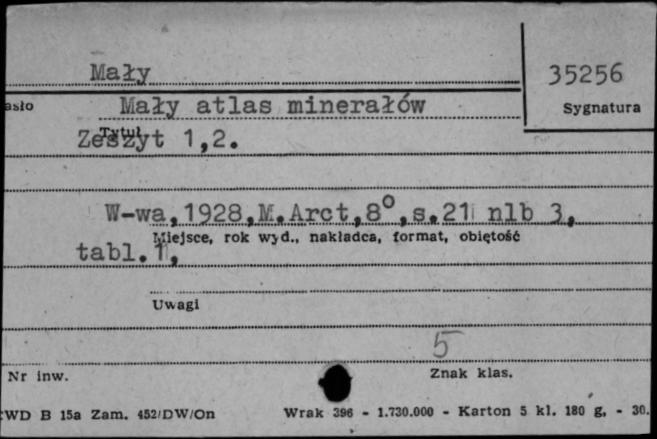 Mały
35256
asło
Mały atlas minerałów
Sygnatura
Tytuł
Zeszyt 1,2.
W-wa,1928,M.Arct,8°,s.21 nlb 3,
Miejsce, rok wyd., nakładca, format, obiętość
tabl.1,
Uwagi
5
Nr inw.
Znak klas.
CWD B 15a Zam. 452/DW/On
Wrak 396 - 1.730.000 - Karton 5 kl. 180 g. - 30.